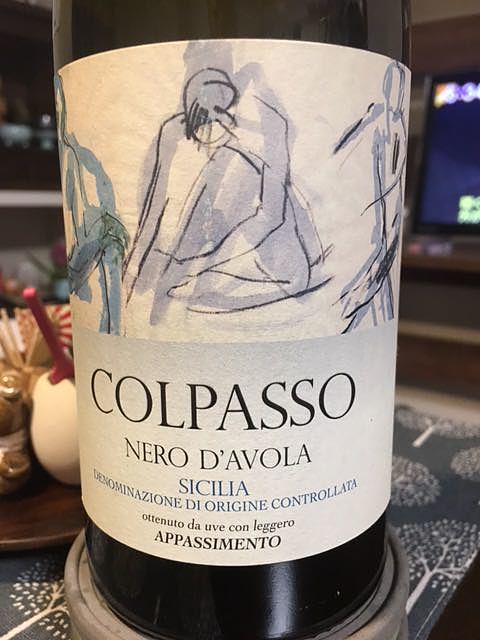 COLPASSO
NERO D'AVOLA
SICILIA
DENOMINAZIONE DI ORIGINE CONTROLLATA
ottenuto da uve con leggero
APPASSIMENTO